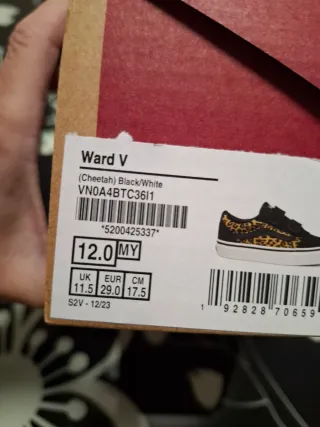 Ward V
(Cheetah) Black/White
VN0A4BTC36I1
*5200425337*
12.0 MY
UK EUR CM
11.5 29.0 17.5
S2V - 12/23
1 92828 70659